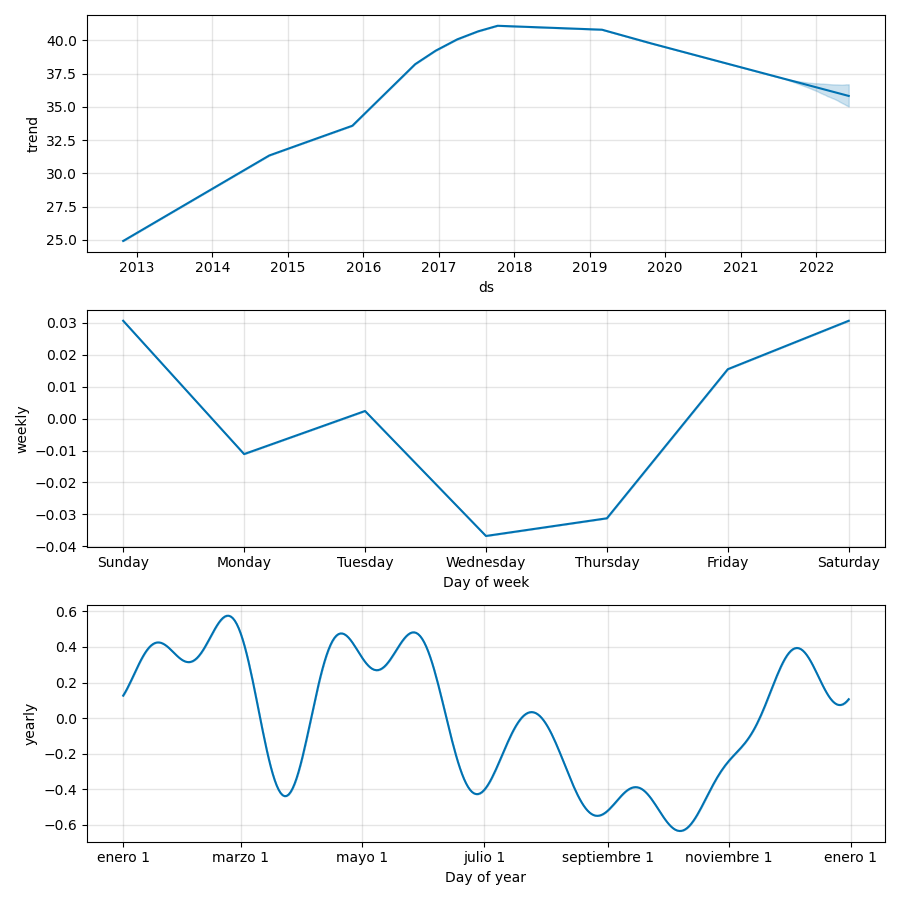 40.0
37.5
35.0
32.5
30.0
27.5
25.0
trend
2013 2014 2015 2016 2017 2018 2019 2020 2021 2022
ds
0.03
0.02
0.01
0.00
−0.01
−0.02
−0.03
−0.04
weekly
Sunday Monday Tuesday Wednesday Thursday Friday Saturday
Day of week
0.6
0.4
0.2
0.0
−0.2
−0.4
−0.6
yearly
enero 1 marzo 1 mayo 1 julio 1 septiembre 1 noviembre 1 enero 1
Day of year